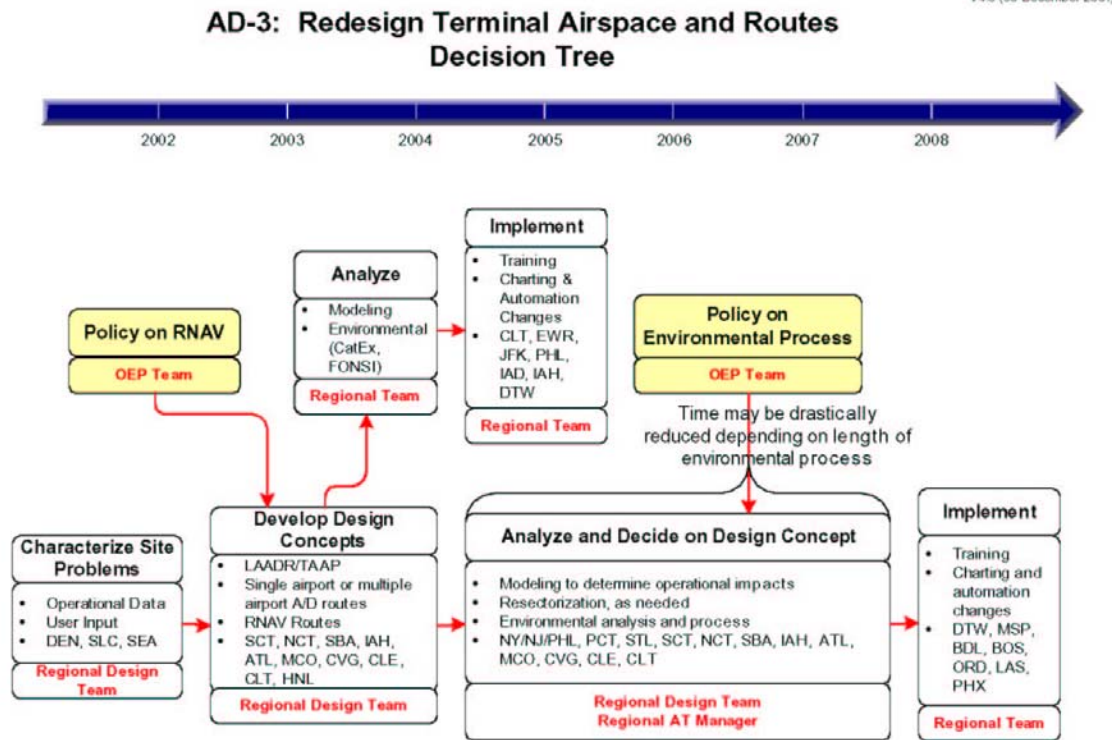 AD-3: Redesign Terminal Airspace and Routes
Decision Tree
2002 2003 2004 2005 2006 2007 2008
Implement
• Training
• Charting &
Automation
Changes
• CLT, EWR,
JFK, PHL,
IAD, IAH,
DTW
Regional Team
Analyze
• Modeling
• Environmental
(CatEx,
FONSI)
Regional Team
Policy on RNAV
OEP Team
Policy on
Environmental Process
OEP Team
Time may be drastically
reduced depending on length of
environmental process
Characterize Site
Problems
• Operational Data
• User Input
• DEN, SLC, SEA
Regional Design
Team
Develop Design
Concepts
• LAADR/TAAP
• Single airport or multiple
airport A/D routes
• RNAV Routes
• SCT, NCT, SBA, IAH,
ATL, MCO, CVG, CLE,
CLT, HNL
Regional Design Team
Analyze and Decide on Design Concept
• Modeling to determine operational impacts
• Resectorization, as needed
• Environmental analysis and process
• NY/NJ/PHL, PCT, STL, SCT, NCT, SBA, IAH, ATL,
MCO, CVG, CLE, CLT
Regional Design Team
Regional AT Manager
Implement
• Training
• Charting and
automation
changes
• DTW, MSP,
BDL, BOS,
ORD, LAS,
PHX
Regional Team